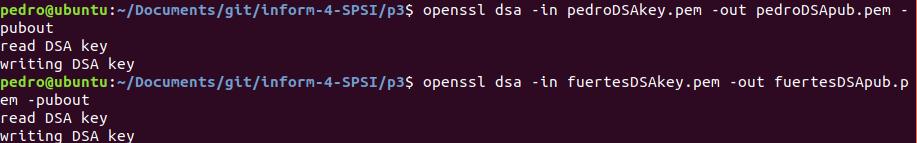 pedro@ubuntu:~/Documents/git/inform-4-SPSI/p3$ openssl dsa -in pedroDSAkey.pem -out pedroDSApub.pem -
pubout
read DSA key
writing DSA key
pedro@ubuntu:~/Documents/git/inform-4-SPSI/p3$ openssl dsa -in fuertesDSAkey.pem -out fuertesDSApub.p
em -pubout
read DSA key
writing DSA key